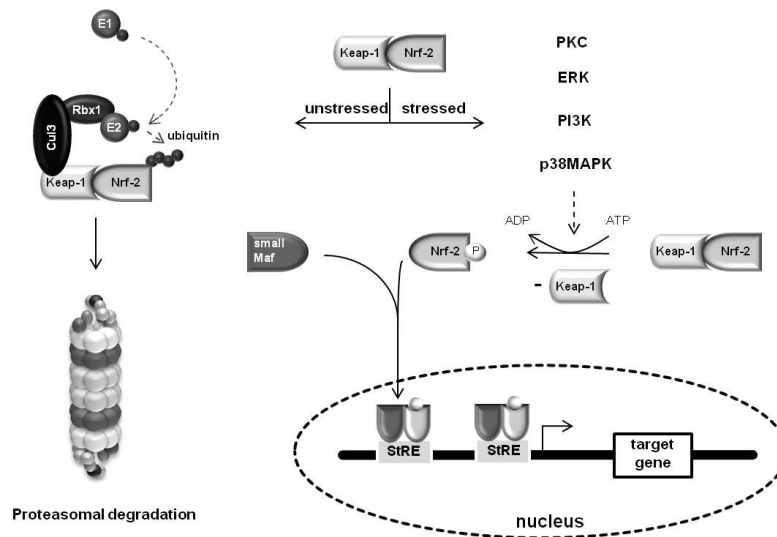 E1
Rbx1
E2
Cul3
ubiquitin
Keap-1
Nrf-2
Proteasomal degradation
Keap-1
Nrf-2
unstressed
stressed
PKC
ERK
PI3K
p38MAPK
ADP
ATP
small
Maf
Nrf-2
P
Keap-1
Nrf-2
- Keap-1
StRE
StRE
target
gene
nucleus